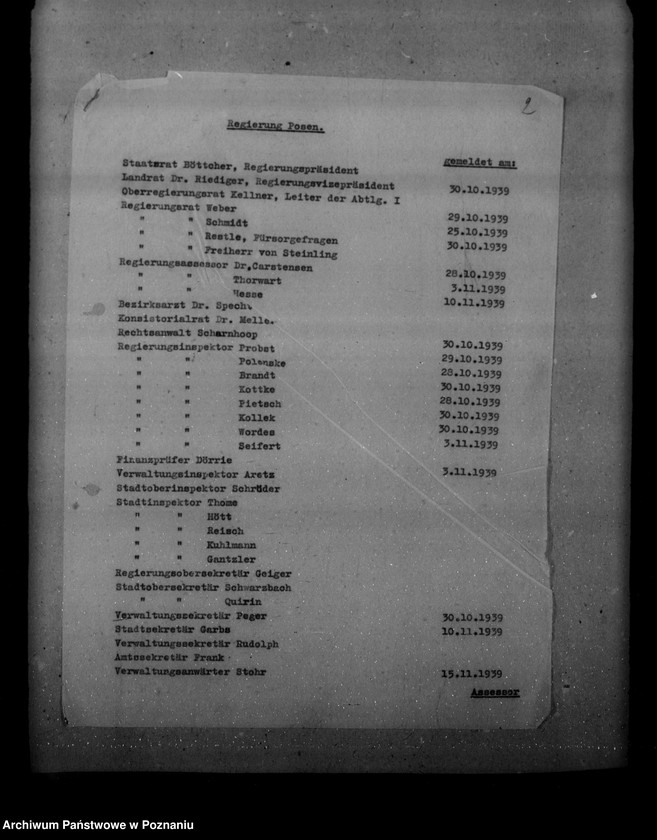 2
Regierung Posen.
gemeldet am:
Staatsrat Böttcher, Regierungspräsident
Landrat Dr. Riediger, Regierungsvizepräsident
Oberregierungsrat Kellner, Leiter der Abtlg. I 30.10.1939
Regierungsrat Weber
" " Schmidt 29.10.1939
" " Restle, Fürsorgefragen 25.10.1939
" " Freiherr von Steinling 30.10.1939
Regierungsassessor Dr.Carstensen
" " Thorwart 28.10.1939
" " Hesse 3.11.1939
Bezirksarzt Dr. Specht 10.11.1939
Konsistorialrat Dr. Melle.
Rechtsanwalt Scharnhoop
Regierungsinspektor Probst 30.10.1939
" " Polenske 29.10.1939
" " Brandt 28.10.1939
" " Kottke 30.10.1939
" " Pietsch 28.10.1939
" " Kollek 30.10.1939
" " Wordes 30.10.1939
" " Seifert 3.11.1939
Finanzprüfer Dörrie
Verwaltungsinspektor Aretz 3.11.1939
Stadtoberinspektor Schröder
Stadtinspektor Thome
" " Hött
" " Reisch
" " Kuhlmann
" " Gantzler
Regierungsobersekretär Geiger
Stadtobersekretär Schwarzbach
" " Quirin
Verwaltungssekretär Peger 30.10.1939
Stadtsekretär Garbs 10.11.1939
Verwaltungssekretär Rudolph
Amtssekretär Frank
Verwaltungsanwärter Stohr 15.11.1939
Assessor
Archiwum Państwowe w Poznaniu